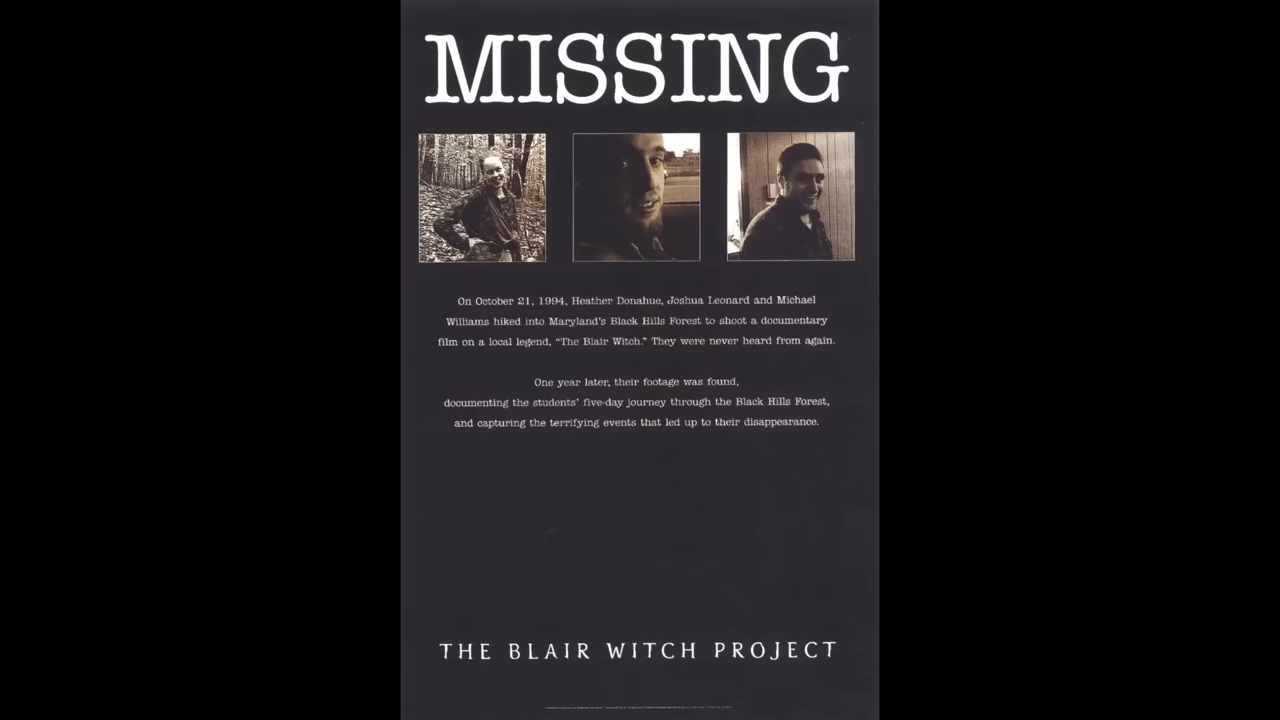 MISSING
On October 21, 1994, Heather Donahue, Joshua Leonard and Michael
Williams hiked into Maryland's Black Hills Forest to shoot a documentary
film on a local legend, "The Blair Witch." They were never heard from again.
One year later, their footage was found,
documenting the students' five-day journey through the Black Hills Forest,
and capturing the terrifying events that led up to their disappearance.
THE BLAIR WITCH PROJECT